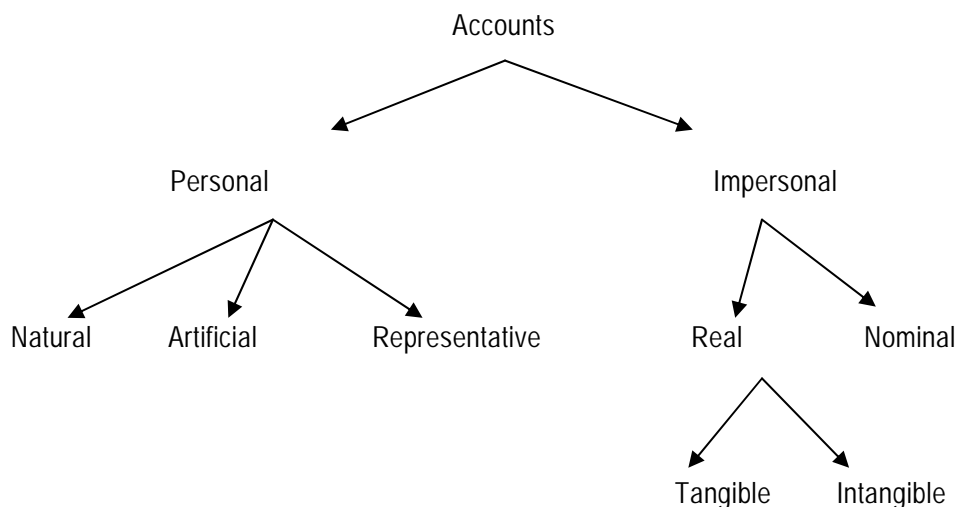 Accounts
Personal Impersonal
Natural Artificial Representative Real Nominal
Tangible Intangible